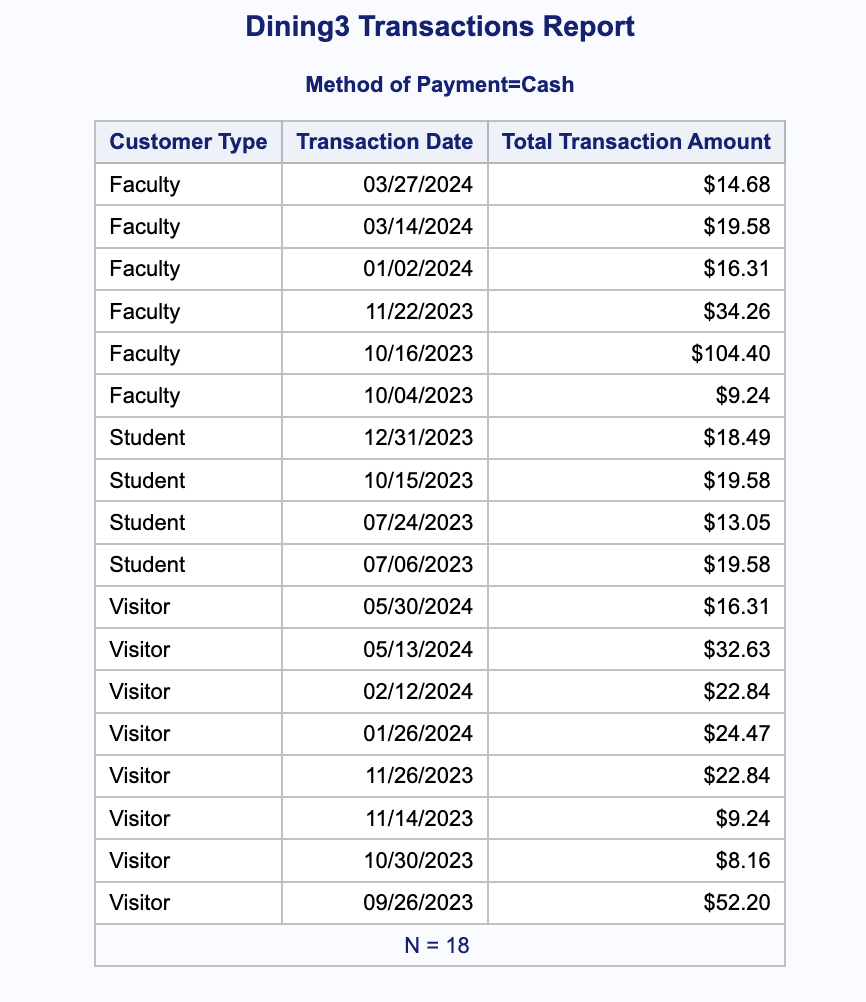 Dining3 Transactions Report
Method of Payment=Cash
Customer Type Transaction Date Total Transaction Amount
Faculty 03/27/2024 $14.68
Faculty 03/14/2024 $19.58
Faculty 01/02/2024 $16.31
Faculty 11/22/2023 $34.26
Faculty 10/16/2023 $104.40
Faculty 10/04/2023 $9.24
Student 12/31/2023 $18.49
Student 10/15/2023 $19.58
Student 07/24/2023 $13.05
Student 07/06/2023 $19.58
Visitor 05/30/2024 $16.31
Visitor 05/13/2024 $32.63
Visitor 02/12/2024 $22.84
Visitor 01/26/2024 $24.47
Visitor 11/26/2023 $22.84
Visitor 11/14/2023 $9.24
Visitor 10/30/2023 $8.16
Visitor 09/26/2023 $52.20
N = 18